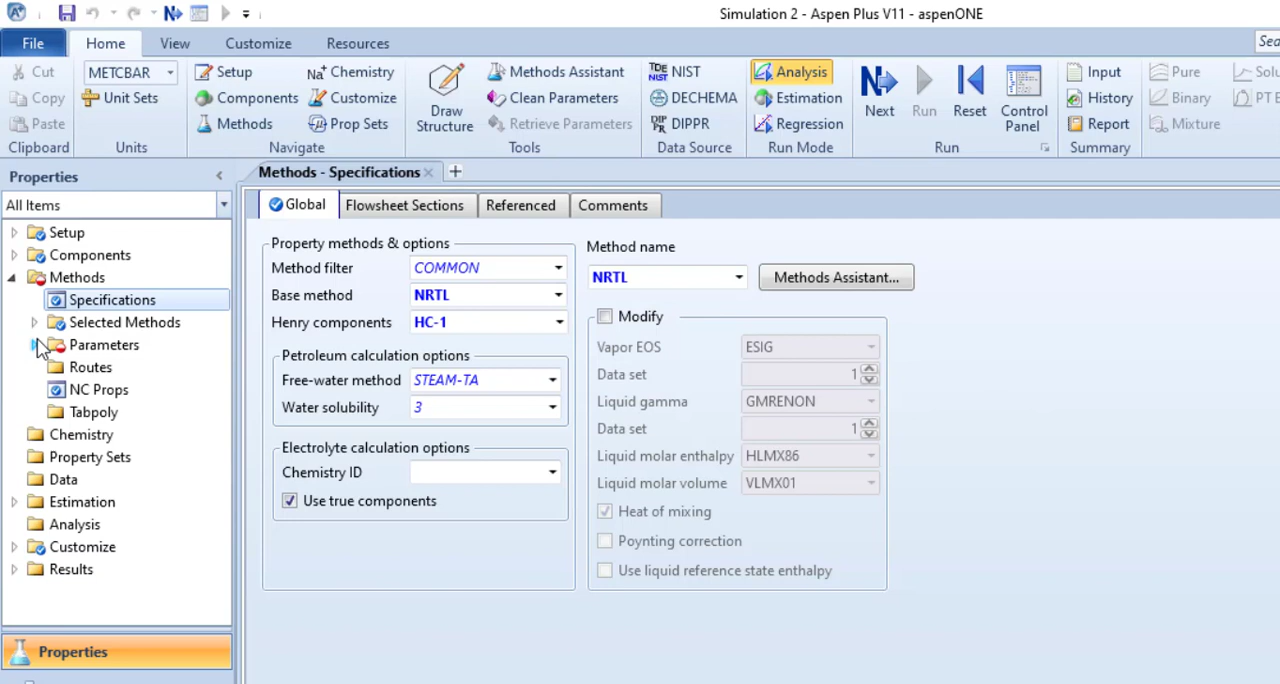 Simulation 2 - Aspen Plus V11 - aspenONE
File Home View Customize Resources
Cut METCBAR Setup Na+ Chemistry Methods Assistant NIST Analysis Input Pure
Copy Unit Sets Components Customize Clean Parameters DECHEMA Estimation History Binary
Paste Methods Prop Sets Retrieve Parameters DIPPR Regression Report Mixture
Draw Structure
Next Run Reset Control Panel
Clipboard Units Navigate Tools Data Source Run Mode Run Summary
Properties
All Items
Setup
Components
Methods
Specifications
Selected Methods
Parameters
Routes
NC Props
Tabpoly
Chemistry
Property Sets
Data
Estimation
Analysis
Customize
Results
Properties
Methods - Specifications
Global Flowsheet Sections Referenced Comments
Property methods & options
Method filter COMMON
Base method NRTL
Henry components HC-1
Petroleum calculation options
Free-water method STEAM-TA
Water solubility 3
Electrolyte calculation options
Chemistry ID
Use true components
Method name
NRTL Methods Assistant...
Modify
Vapor EOS ESIG
Data set 1
Liquid gamma GMRENON
Data set 1
Liquid molar enthalpy HLMX86
Liquid molar volume VLMX01
Heat of mixing
Poynting correction
Use liquid reference state enthalpy